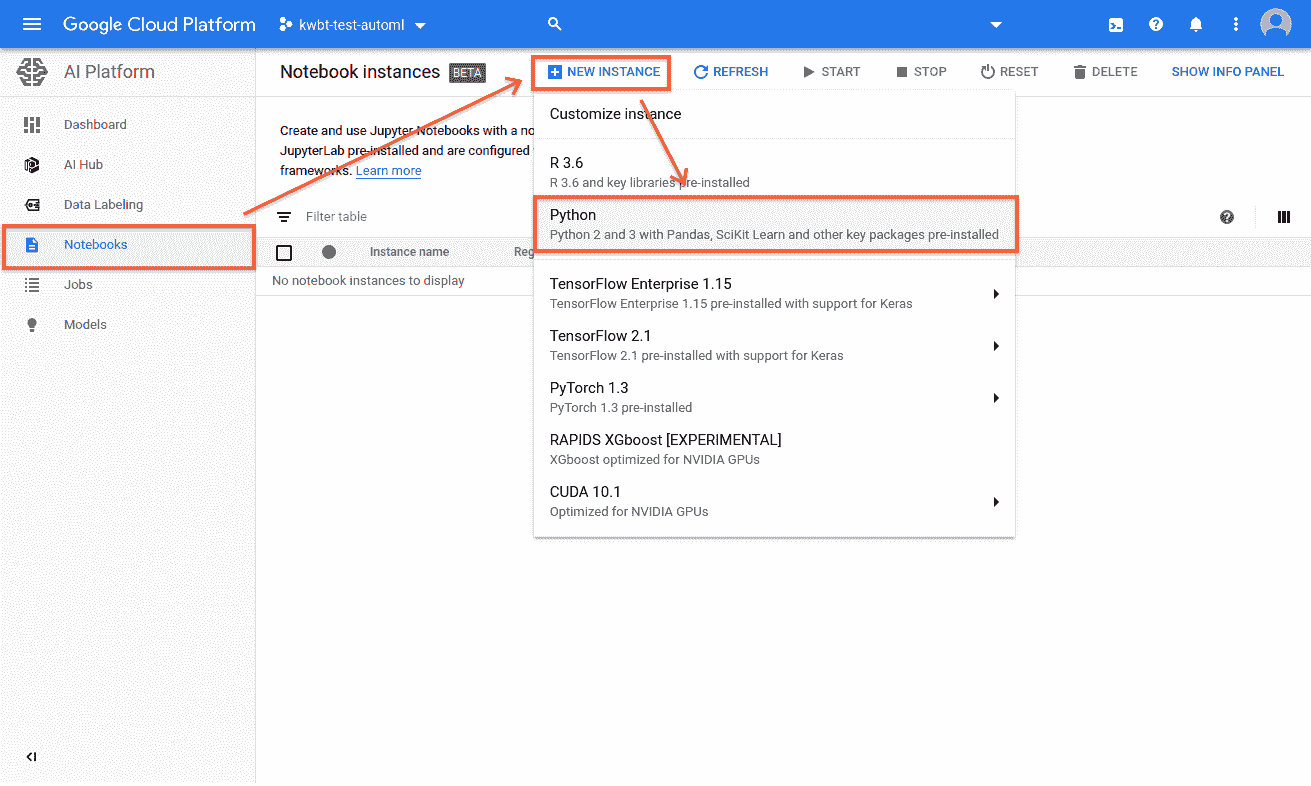 Google Cloud Platform
kwbt-test-automl
AI Platform
Notebook instances BETA
NEW INSTANCE
REFRESH
START
STOP
RESET
DELETE
SHOW INFO PANEL
Dashboard
AI Hub
Data Labeling
Notebooks
Jobs
Models
Create and use Jupyter Notebooks with a no
JupyterLab pre-installed and are configured
frameworks. Learn more
Filter table
Instance name
Reg
No notebook instances to display
Customize instance
R 3.6
R 3.6 and key libraries pre-installed
Python
Python 2 and 3 with Pandas, SciKit Learn and other key packages pre-installed
TensorFlow Enterprise 1.15
TensorFlow Enterprise 1.15 pre-installed with support for Keras
TensorFlow 2.1
TensorFlow 2.1 pre-installed with support for Keras
PyTorch 1.3
PyTorch 1.3 pre-installed
RAPIDS XGboost [EXPERIMENTAL]
XGboost optimized for NVIDIA GPUs
CUDA 10.1
Optimized for NVIDIA GPUs